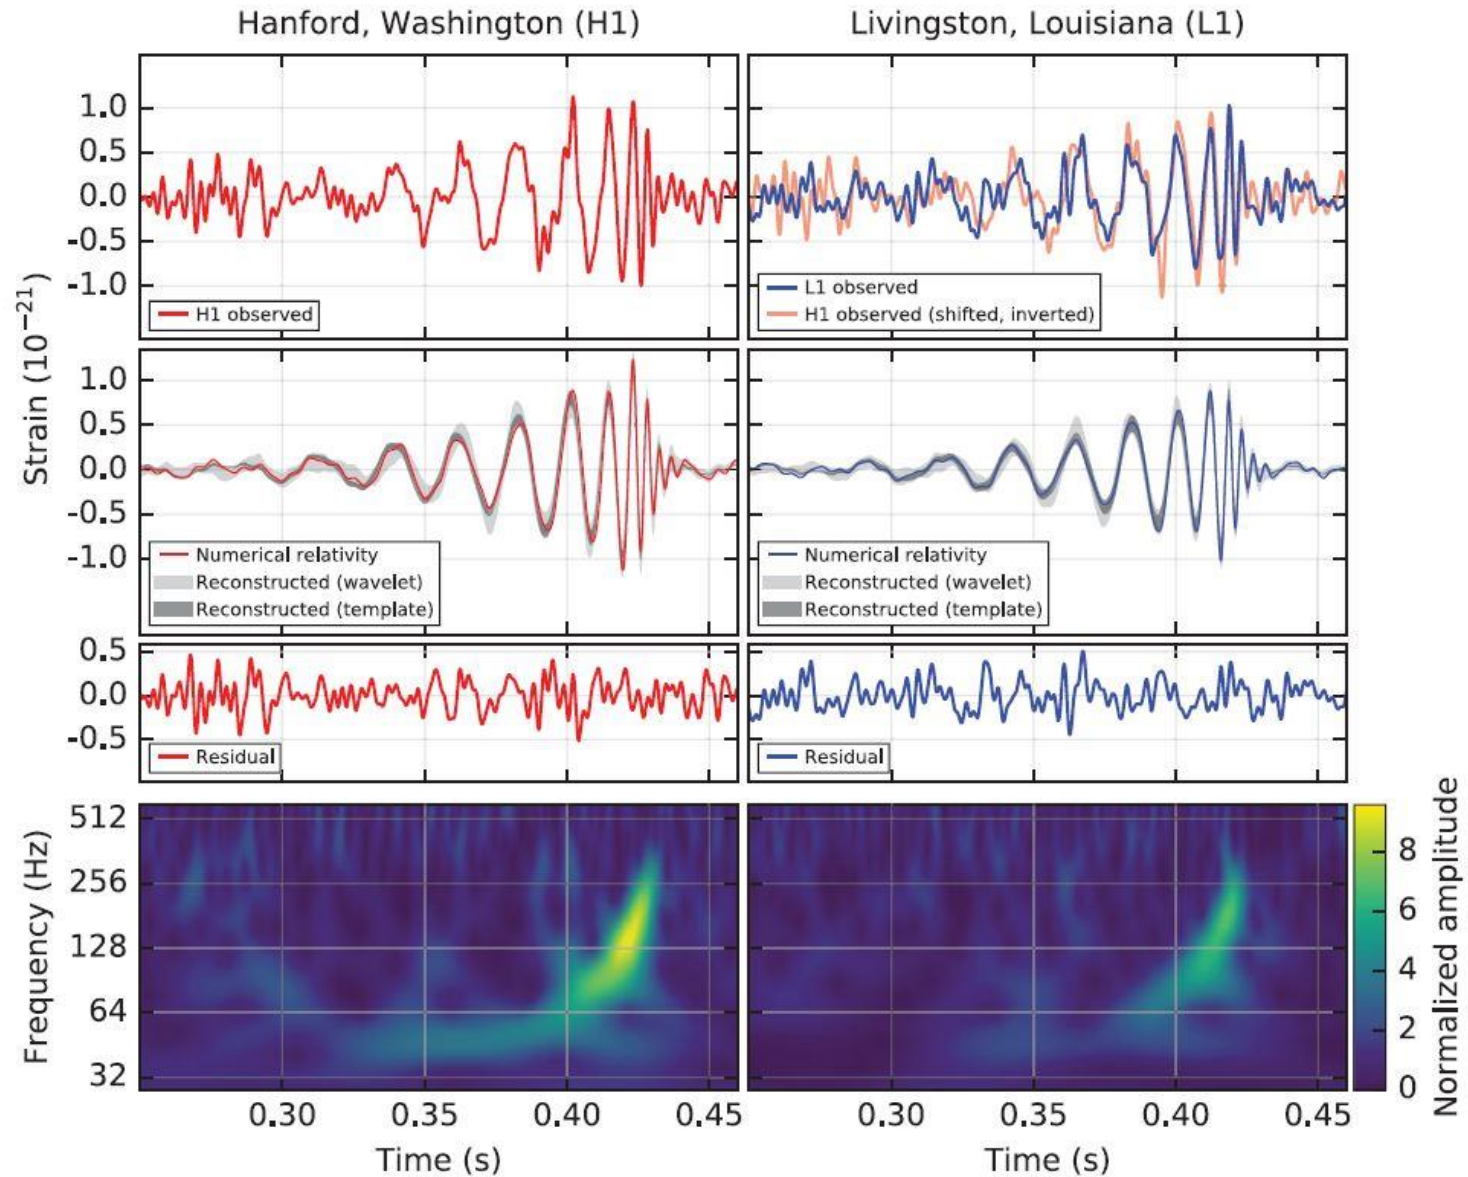 Hanford, Washington (H1)
Livingston, Louisiana (L1)
Strain (10⁻²¹)
1.0
0.5
0.0
-0.5
-1.0
H1 observed
L1 observed
H1 observed (shifted, inverted)
1.0
0.5
0.0
-0.5
-1.0
Numerical relativity
Reconstructed (wavelet)
Reconstructed (template)
Numerical relativity
Reconstructed (wavelet)
Reconstructed (template)
0.5
0.0
-0.5
Residual
Residual
Frequency (Hz)
512
256
128
64
32
Normalized amplitude
8
6
4
2
0
0.30 0.35 0.40 0.45
0.30 0.35 0.40 0.45
Time (s)
Time (s)